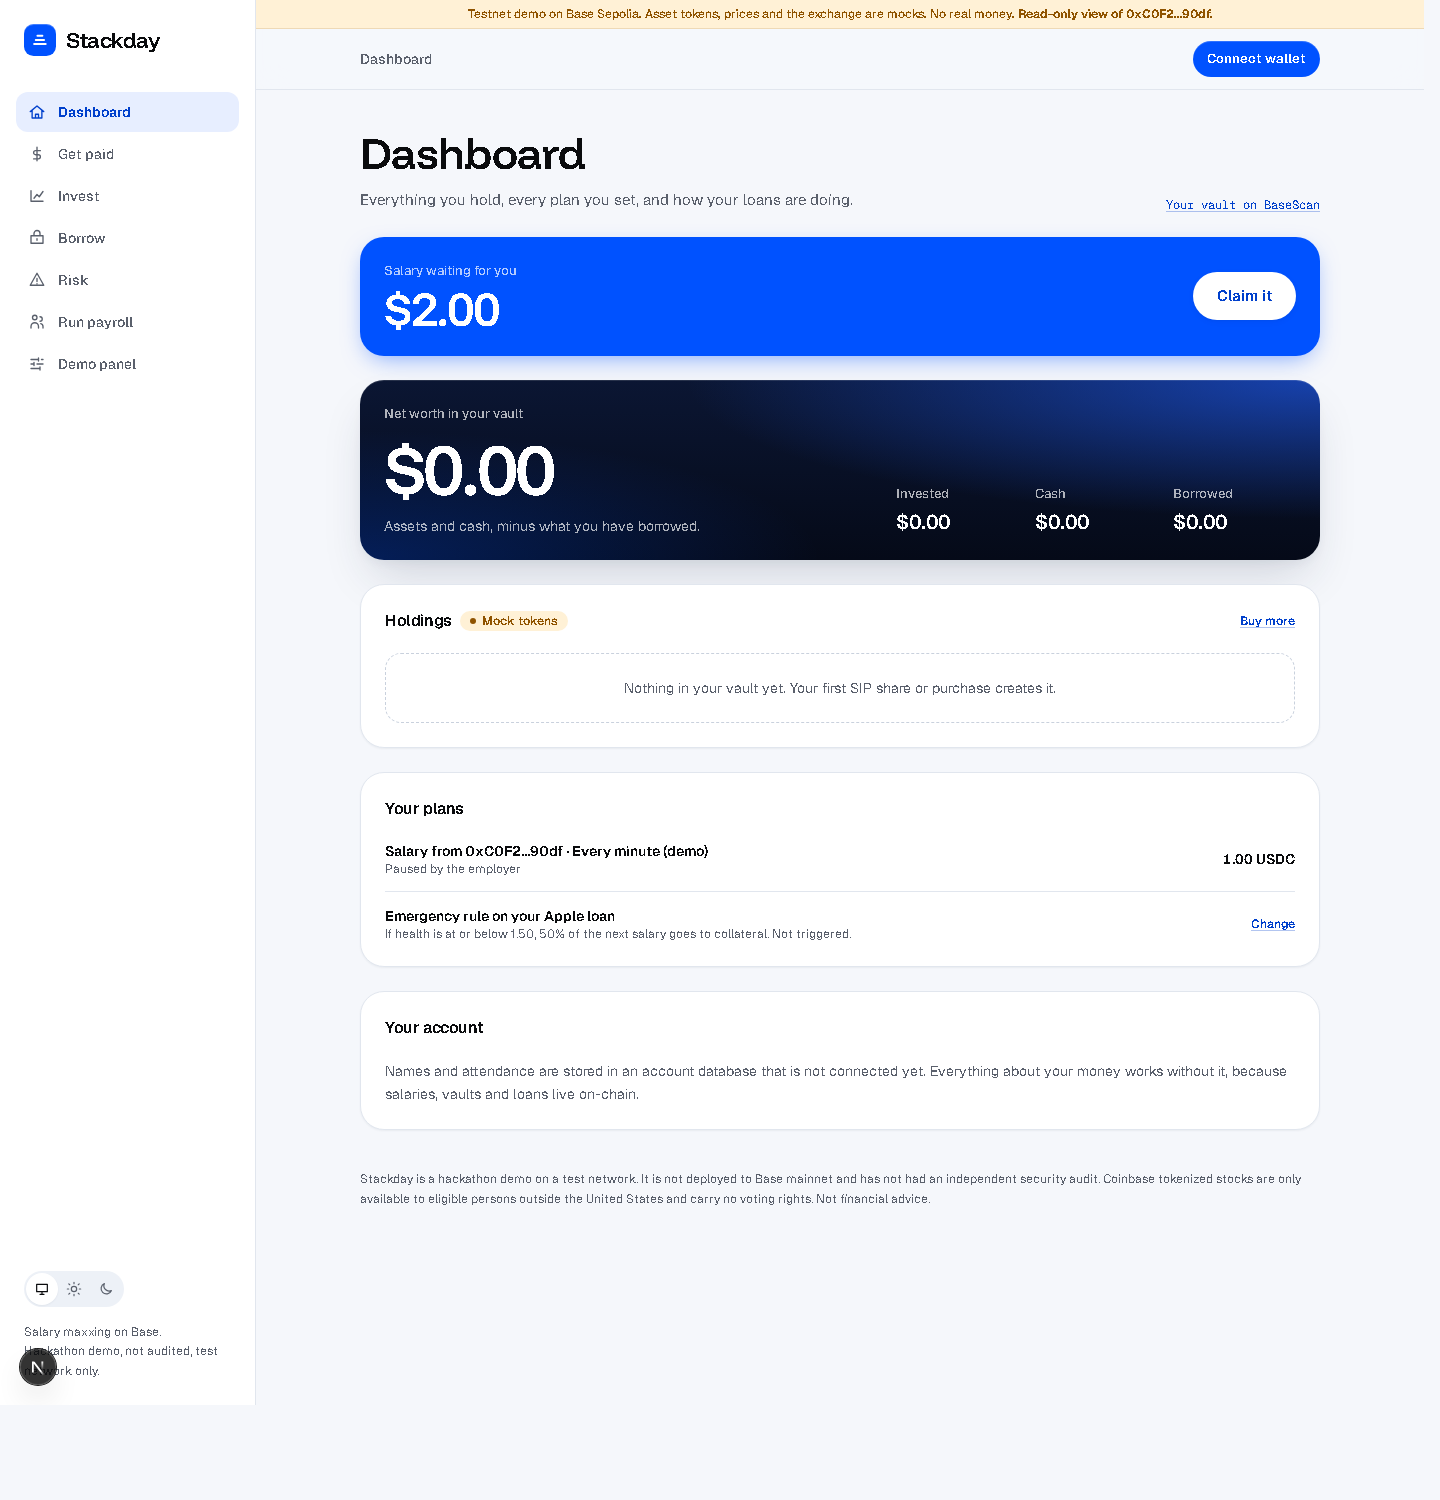 Stackday
Testnet demo on Base Sepolia. Asset tokens, prices and the exchange are mocks. No real money. Read-only view of 0xC0F2...90df.
Dashboard
Connect wallet
Dashboard
Get paid
Invest
Borrow
Risk
Run payroll
Demo panel
Dashboard
Everything you hold, every plan you set, and how your loans are doing.
Your vault on BaseScan
Salary waiting for you
$2.00
Claim it
Net worth in your vault
$0.00
Assets and cash, minus what you have borrowed.
Invested
$0.00
Cash
$0.00
Borrowed
$0.00
Holdings
Mock tokens
Buy more
Nothing in your vault yet. Your first SIP share or purchase creates it.
Your plans
Salary from 0xC0F2...90df · Every minute (demo)
Paused by the employer
1.00 USDC
Emergency rule on your Apple loan
If health is at or below 1.50, 50% of the next salary goes to collateral. Not triggered.
Change
Your account
Names and attendance are stored in an account database that is not connected yet. Everything about your money works without it, because
salaries, vaults and loans live on-chain.
Stackday is a hackathon demo on a test network. It is not deployed to Base mainnet and has not had an independent security audit. Coinbase tokenized stocks are only
available to eligible persons outside the United States and carry no voting rights. Not financial advice.
Salary maxxing on Base.
demo, not audited, test
only.
N